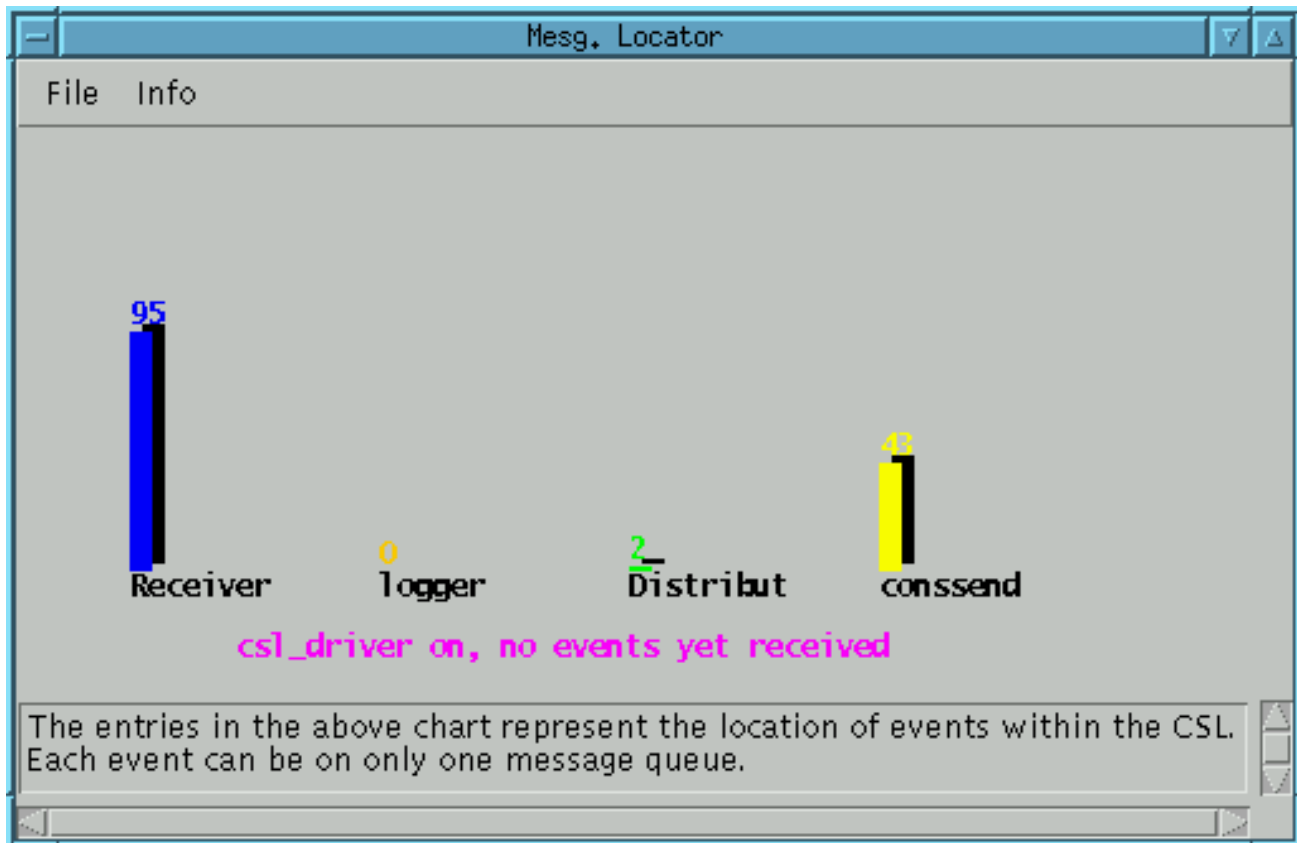 Mesg. Locator
File Info
95
43
0
2
Receiver logger Distribut conssend
csl_driver on, no events yet received
The entries in the above chart represent the location of events within the CSL.
Each event can be on only one message queue.